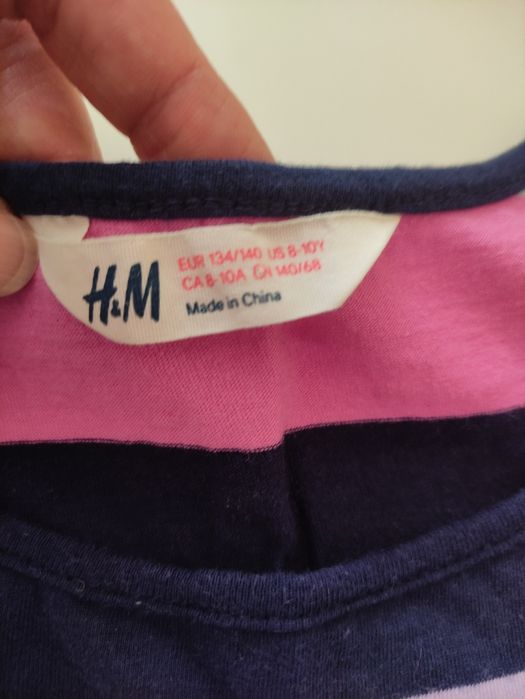 H&M
EUR 134/140 US 8-10Y
CA 8-10A CN 140/68
Made in China